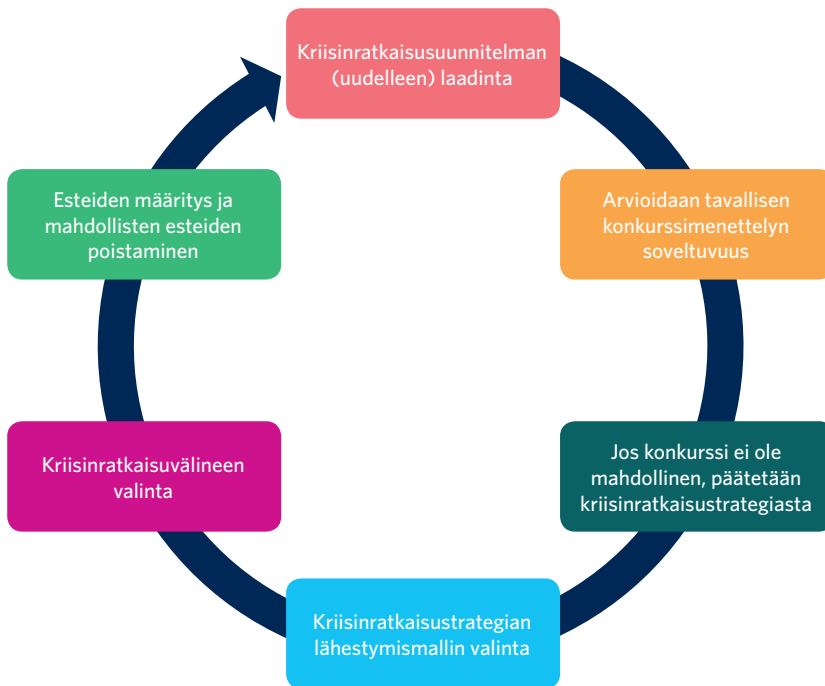 Kriisinratkaisusuunnitelman
(uudelleen) laadinta
Arvioidaan tavallisen
konkurssimenettelyn
soveltuvuus
Jos konkurssi ei ole
mahdollinen, päätetään
kriisinratkaisustrategiasta
Kriisinratkaisustrategian
lähestymismallin valinta
Kriisinratkaisuvälineen
valinta
Esteiden määritys ja
mahdollisten esteiden
poistaminen